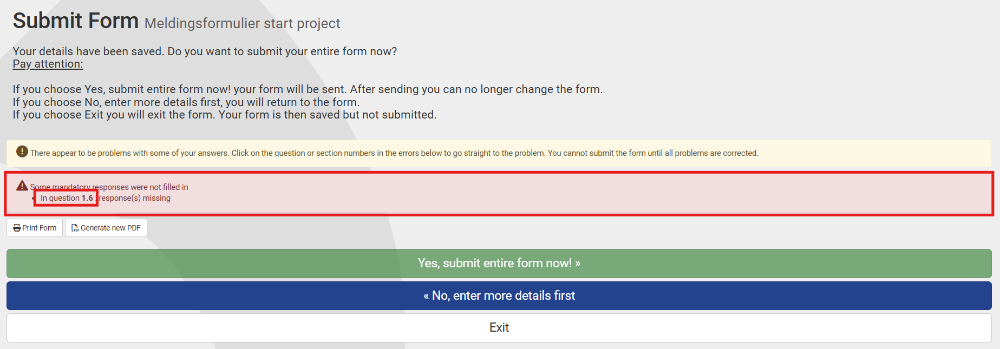 Submit Form Meldingsformulier start project
Your details have been saved. Do you want to submit your entire form now?
Pay attention:
If you choose Yes, submit entire form now! your form will be sent. After sending you can no longer change the form.
If you choose No, enter more details first, you will return to the form.
If you choose Exit you will exit the form. Your form is then saved but not submitted.
There appear to be problems with some of your answers. Click on the question or section numbers in the errors below to go straight to the problem. You cannot submit the form until all problems are corrected.
Some mandatory responses were not filled in
In question 1.6 response(s) missing
Print Form Generate new PDF
Yes, submit entire form now! »
« No, enter more details first
Exit